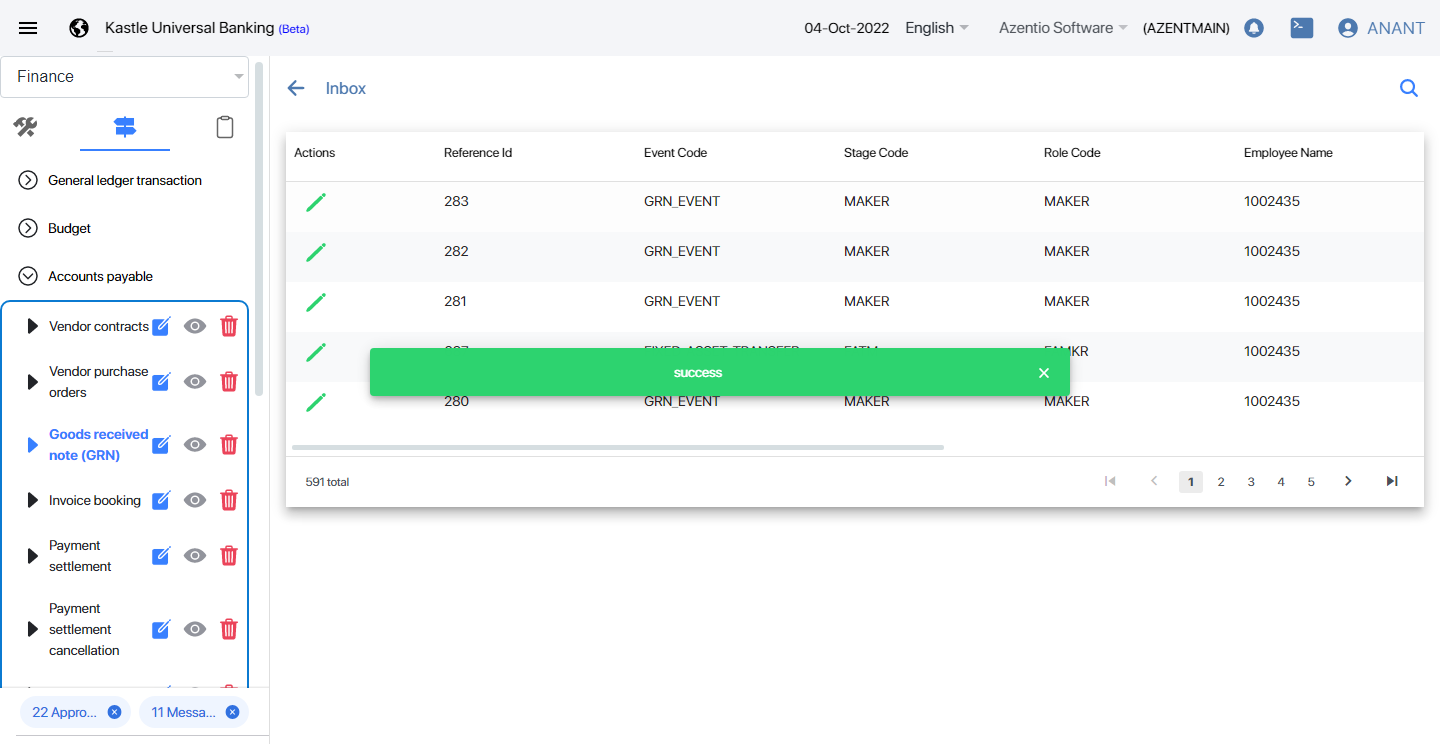 Kastle Universal Banking (Beta)
04-Oct-2022 English Azentio Software (AZENTMAIN) ANANT
Finance
General ledger transaction
Budget
Accounts payable
Vendor contracts
Vendor purchase
orders
Goods received
note (GRN)
Invoice booking
Payment
settlement
Payment
settlement
cancellation
22 Appro... 11 Messa...
Inbox
Actions Reference Id Event Code Stage Code Role Code Employee Name
283 GRN_EVENT MAKER MAKER 1002435
282 GRN_EVENT MAKER MAKER 1002435
281 GRN_EVENT MAKER MAKER 1002435
1002435
success
280 GRN_EVENT MAKER MAKER 1002435
591 total
1 2 3 4 5